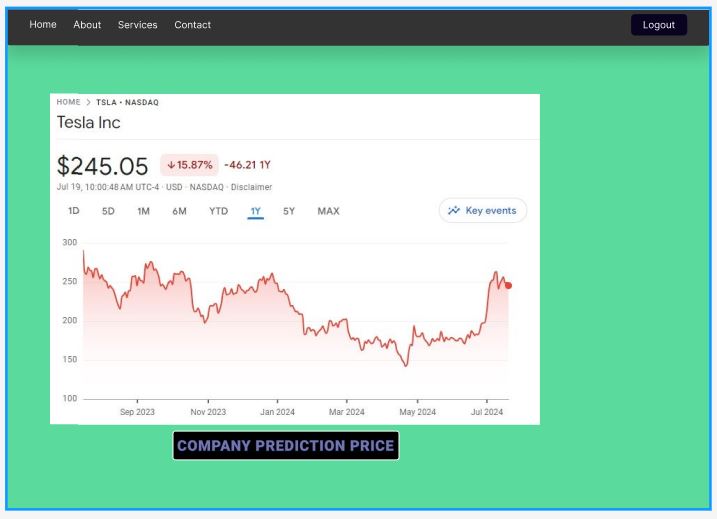 Home About Services Contact Logout
HOME > TSLA • NASDAQ
Tesla Inc
$245.05 ↓15.87% -46.21 1Y
Jul 19, 10:00:48 AM UTC-4 · USD · NASDAQ · Disclaimer
1D 5D 1M 6M YTD 1Y 5Y MAX Key events
300
250
200
150
100
Sep 2023 Nov 2023 Jan 2024 Mar 2024 May 2024 Jul 2024
COMPANY PREDICTION PRICE